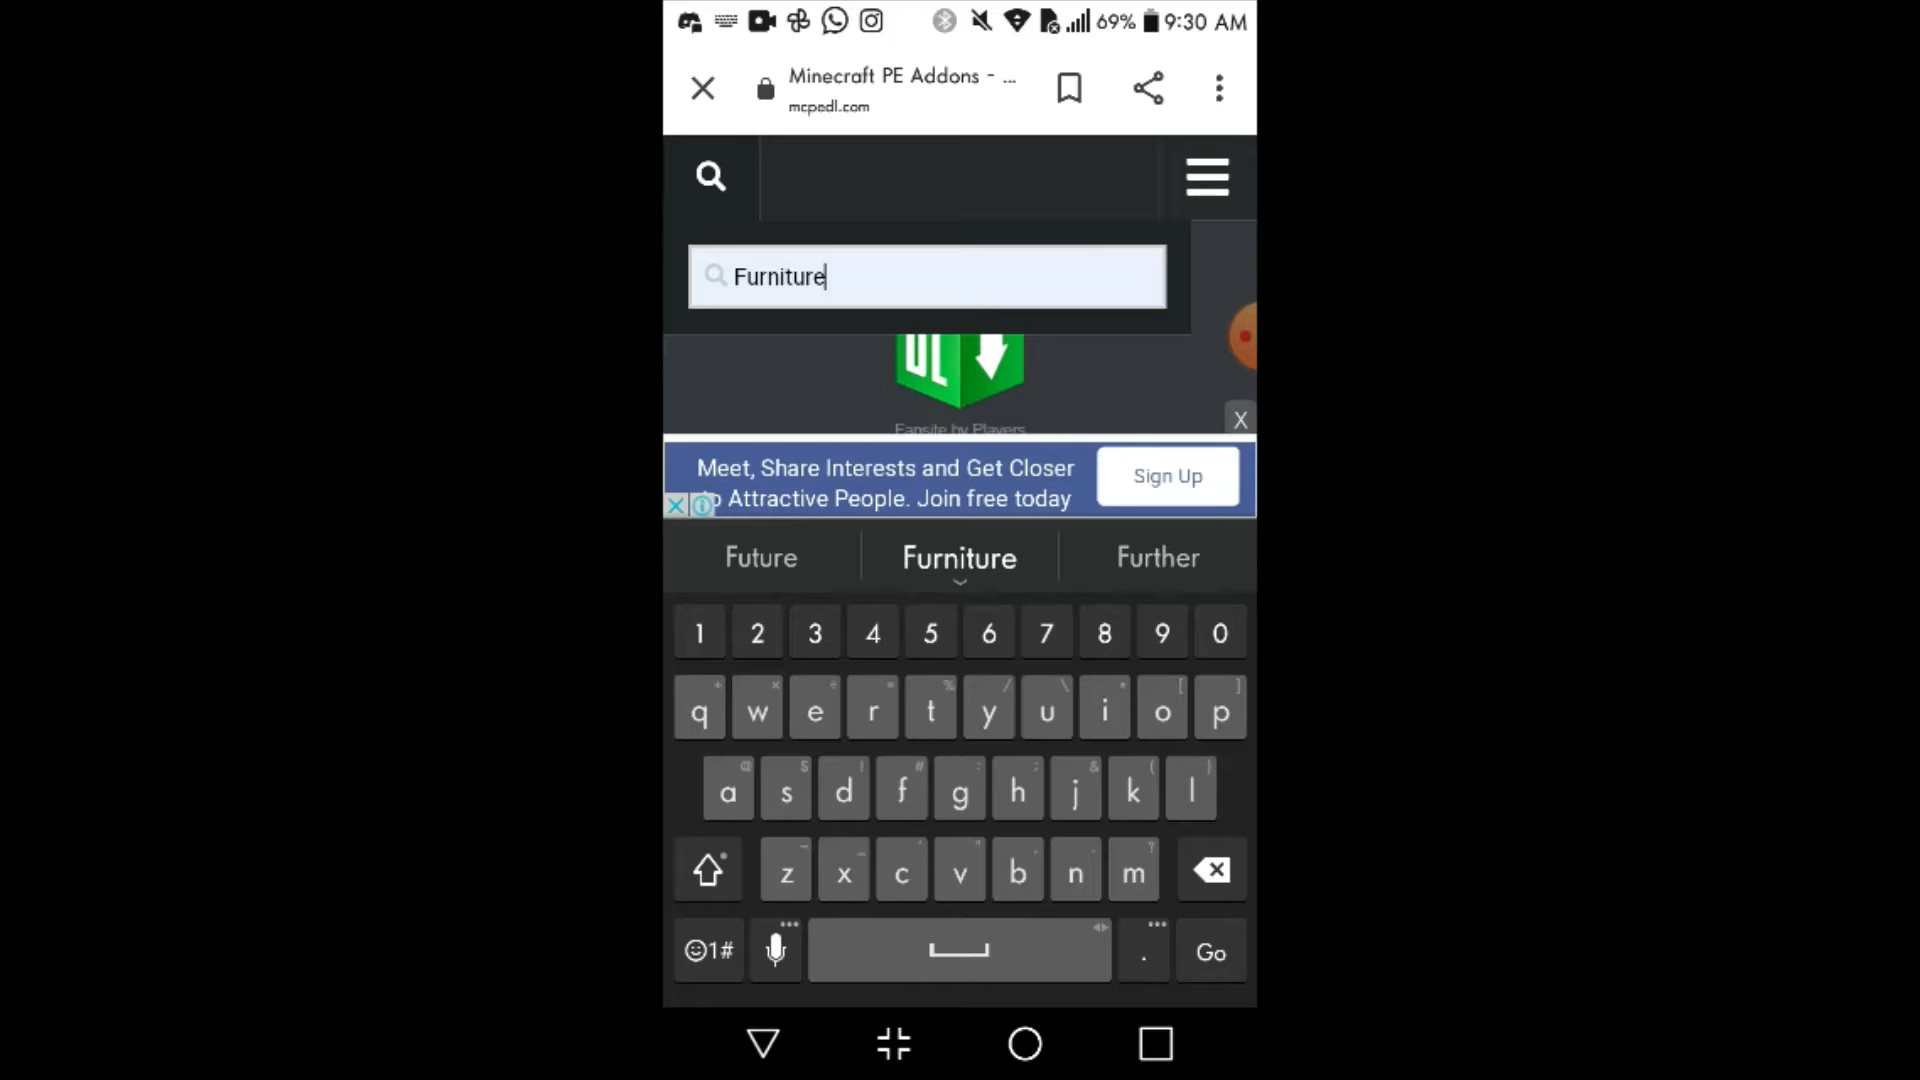 69% 9:30 AM
Minecraft PE Addons - ...
mcpedl.com
Furniture
DL
Fansite by Players
X
Meet, Share Interests and Get Closer
to Attractive People. Join free today
Sign Up
Future Furniture Further
1 2 3 4 5 6 7 8 9 0
q w e r t y u i o p
a s d f g h j k l
z x c v b n m
1# . Go